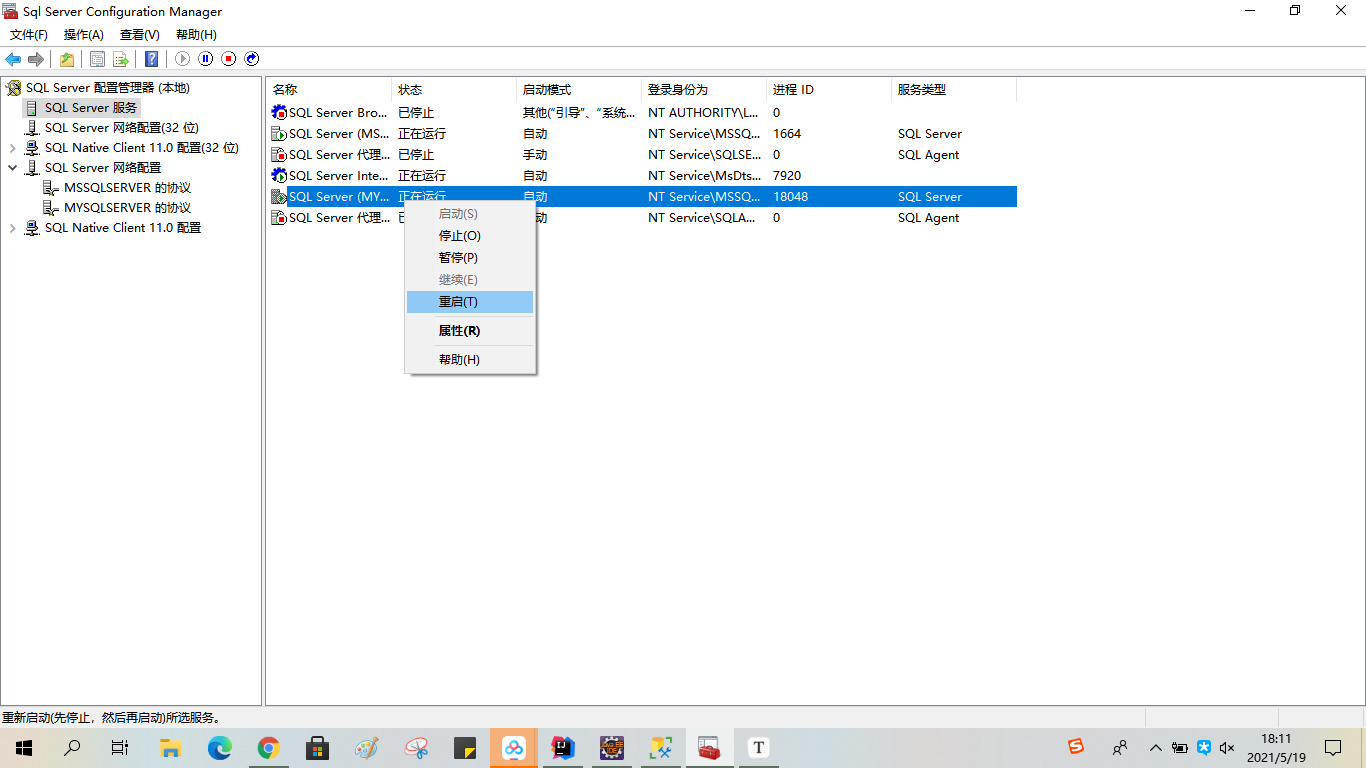 Sql Server Configuration Manager
文件(F) 操作(A) 查看(V) 帮助(H)
SQL Server 配置管理器 (本地)
SQL Server 服务
SQL Server 网络配置(32 位)
SQL Native Client 11.0 配置(32 位)
SQL Server 网络配置
MSSQLSERVER 的协议
MYSQLSERVER 的协议
SQL Native Client 11.0 配置
名称 状态 启动模式 登录身份为 进程 ID 服务类型
SQL Server Bro... 已停止 其他("引导"、"系统... NT AUTHORITY\L... 0
SQL Server (MS... 正在运行 自动 NT Service\MSSQ... 1664 SQL Server
SQL Server 代理... 已停止 手动 NT Service\SQLSE... 0 SQL Agent
SQL Server Inte... 正在运行 自动 NT Service\MsDts... 7920
SQL Server (MY... 正在运行 自动 NT Service\MSSQ... 18048 SQL Server
SQL Server 代理... NT Service\SQLA... 0 SQL Agent
启动(S)
停止(O)
暂停(P)
继续(E)
重启(T)
属性(R)
帮助(H)
重新启动(先停止，然后再启动)所选服务。
18:11
2021/5/19